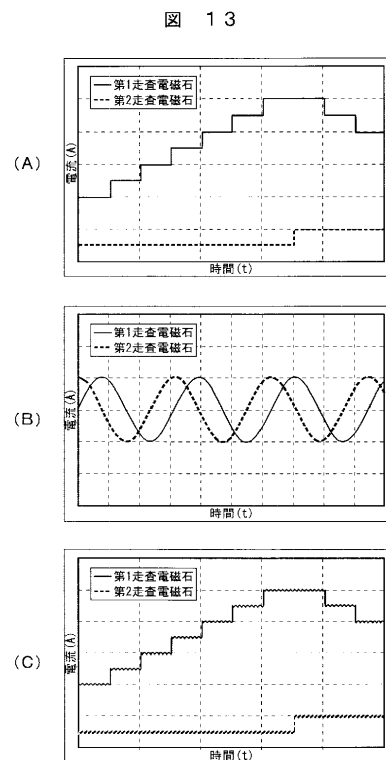 図　１３
(A)
第1走査電磁石
第2走査電磁石
電流(A)
時間(t)
(B)
第1走査電磁石
第2走査電磁石
電流(A)
時間(t)
(C)
第1走査電磁石
第2走査電磁石
電流(A)
時間(t)